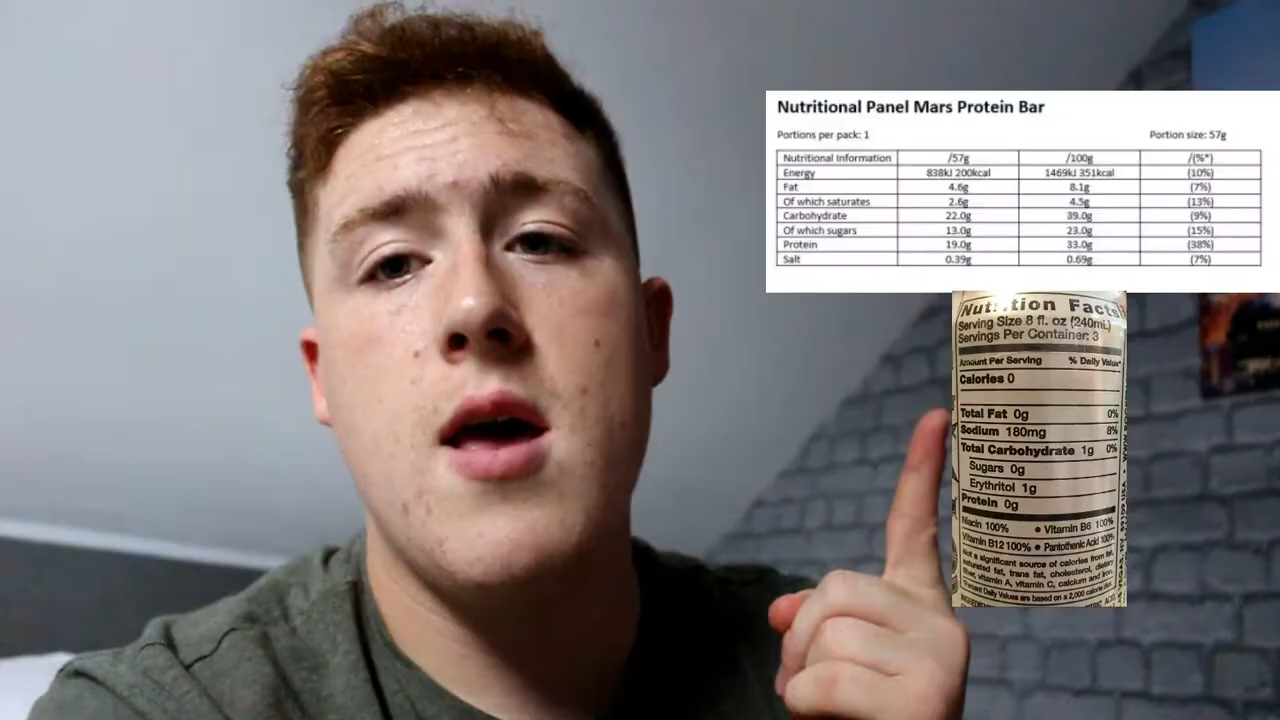 Nutritional Panel Mars Protein Bar
Portions per pack: 1 Portion size: 57g
Nutritional Information /57g /100g /(%*)
Energy 838kJ 200kcal 1469kJ 351kcal (10%)
Fat 4.6g 8.1g (7%)
Of which saturates 2.6g 4.5g (13%)
Carbohydrate 22.0g 39.0g (9%)
Of which sugars 13.0g 23.0g (15%)
Protein 19.0g 33.0g (38%)
Salt 0.39g 0.69g (7%)
Nutrition Facts
Serving Size 8 fl. oz (240mL)
Servings Per Container: 3
Amount Per Serving % Daily Value*
Calories 0
Total Fat 0g 0%
Sodium 180mg 8%
Total Carbohydrate 1g 0%
Sugars 0g
Erythritol 1g
Protein 0g
Niacin 100% • Vitamin B6 100%
Vitamin B12 100% • Pantothenic Acid 100%
Not a significant source of calories from fat,
saturated fat, trans fat, cholesterol, dietary
fiber, vitamin A, vitamin C, calcium and iron.
*Percent Daily Values are based on a 2,000 calorie diet.